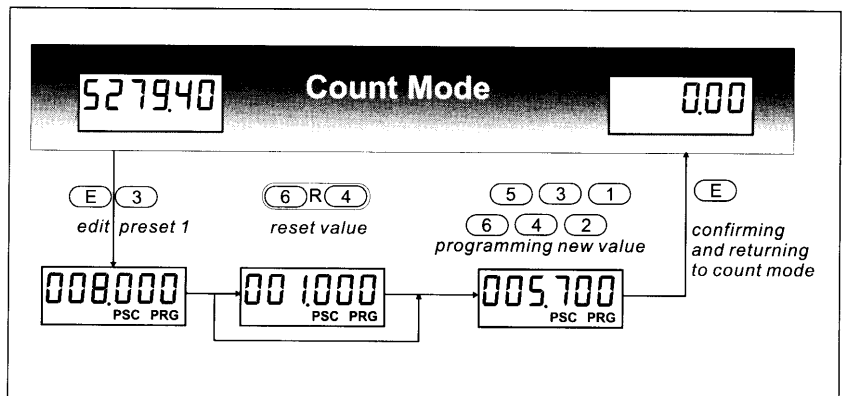 5279.40
Count Mode
0.00
E 3
edit preset 1
6 R 4
reset value
5 3 1
6 4 2
programming new value
E
confirming
and returning
to count mode
008.000
PSC PRG
001.000
PSC PRG
005.700
PSC PRG